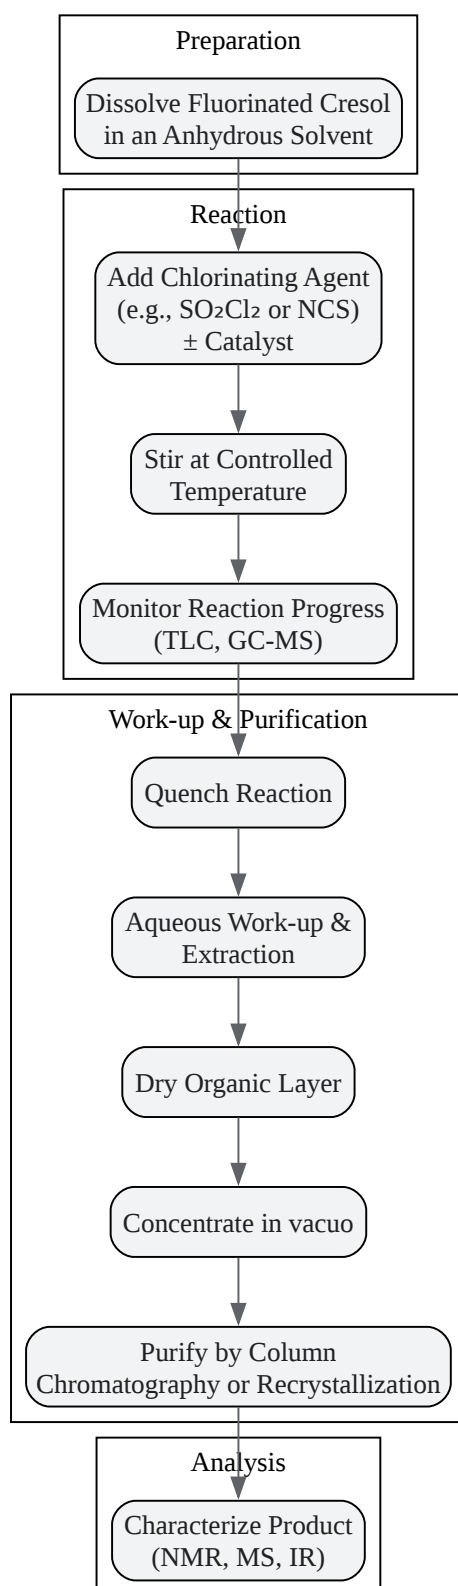 Preparation
Dissolve Fluorinated Cresol
in an Anhydrous Solvent
Reaction
Add Chlorinating Agent
(e.g., SO₂Cl₂ or NCS)
± Catalyst
Stir at Controlled
Temperature
Monitor Reaction Progress
(TLC, GC-MS)
Work-up & Purification
Quench Reaction
Aqueous Work-up &
Extraction
Dry Organic Layer
Concentrate in vacuo
Purify by Column
Chromatography or Recrystallization
Analysis
Characterize Product
(NMR, MS, IR)